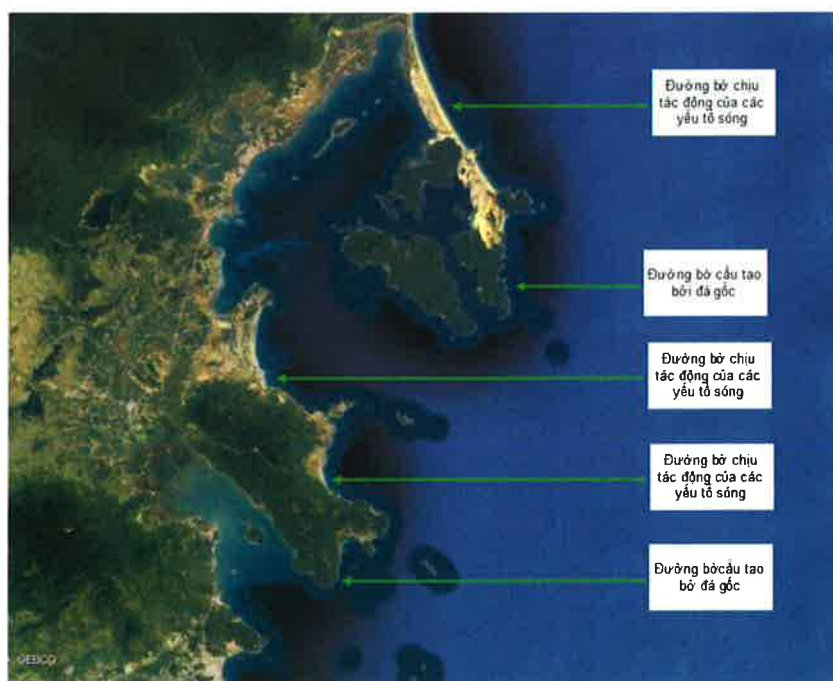 Đường bờ chịu
tác động của các
yếu tố sóng
Đường bờ cấu tạo
bởi đá gốc
Đường bờ chịu
tác động của các
yếu tố sóng
Đường bờ chịu
tác động của các
yếu tố sóng
Đường bờcấu tạo
bở đá gốc
GEBCO